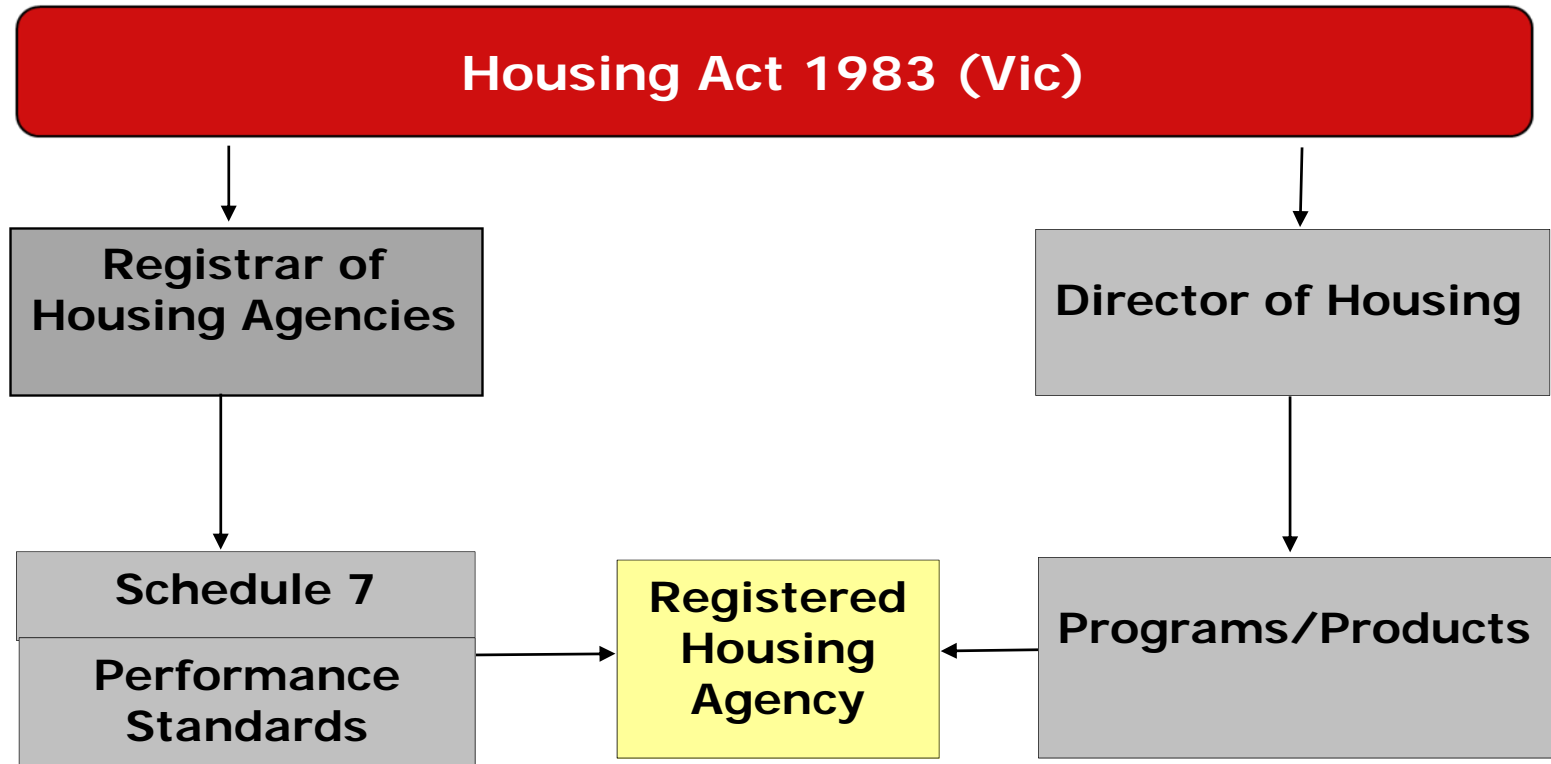 Housing Act 1983 (Vic)
Registrar of
Housing Agencies
Director of Housing
Schedule 7
Performance
Standards
Registered
Housing
Agency
Programs/Products